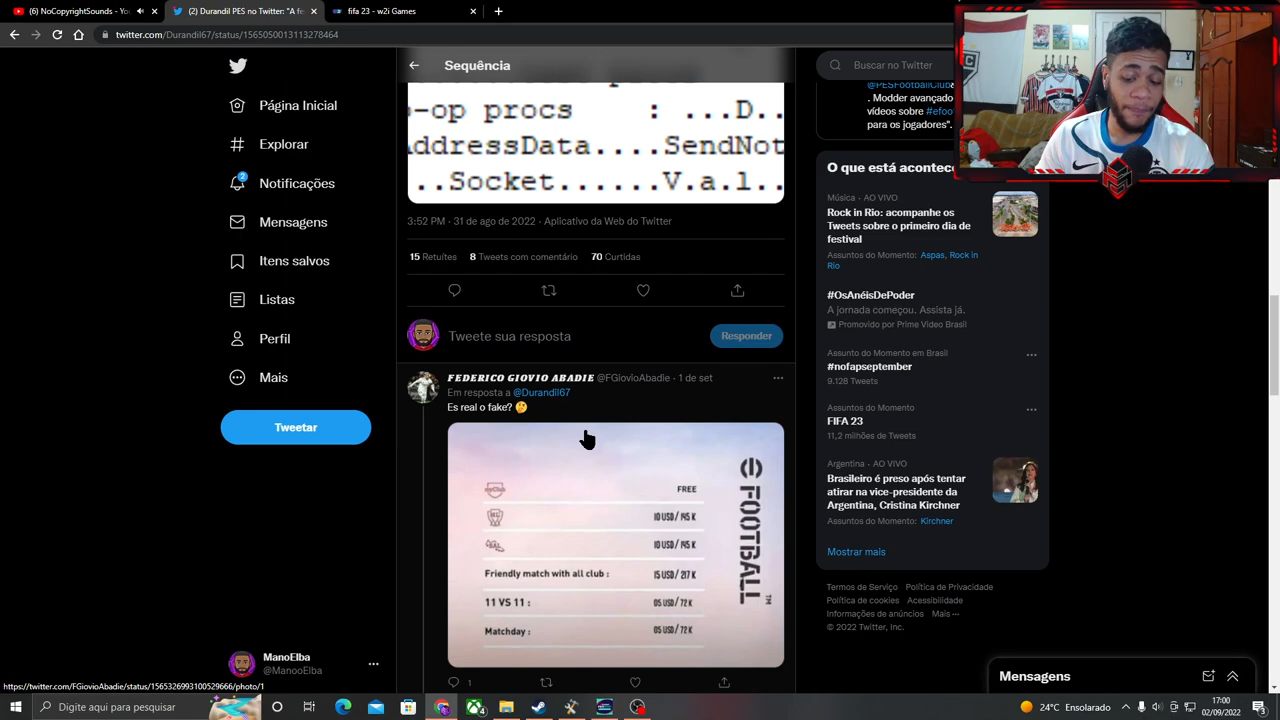 (6) NoCopyrightSounds - Yo
(2) Durandil PES no Twitter: "A fe
fifa 23 - w2i Games
twitter.com/Durandil67/status/1565050013113278464
Sequência
Buscar no Twitter
Página Inicial
Explorar
Notificações
2
Mensagens
Itens salvos
Listas
Perfil
Mais
Tweetar
ManoElba
@ManooElba
-op procs : ...D..
AddressData....SendNot
..Socket......V.a.l..
3:52 PM · 31 de ago de 2022 · Aplicativo da Web do Twitter
15 Retuítes 8 Tweets com comentário 70 Curtidas
Tweete sua resposta
Responder
FEDERICO GIOVIO ABADIE @FGiovioAbadie · 1 de set
Em resposta a @Durandil67
Es real o fake? 🤔
myClub FREE
10 USD/ 145 K
10 USD/ 145 K
Friendly match with all club : 15 USD/ 217 K
11 VS 11 : 05 USD/ 72 K
Matchday : 05 USD/ 72 K
FOOTBALL™
1
@PESFootballClub
. Modder avançado
vídeos sobre #efoo
para os jogadores".
O que está acontec
Música · AO VIVO
Rock in Rio: acompanhe os
Tweets sobre o primeiro dia de
festival
Assuntos do Momento: Aspas, Rock in
Rio
#OsAnéisDePoder
A jornada começou. Assista já.
Promovido por Prime Video Brasil
Assunto do Momento em Brasil
#nofapseptember
9.128 Tweets
Assuntos do Momento
FIFA 23
11,2 milhões de Tweets
Argentina · AO VIVO
Brasileiro é preso após tentar
atirar na vice-presidente da
Argentina, Cristina Kirchner
Assuntos do Momento: Kirchner
Mostrar mais
Termos de Serviço Política de Privacidade
Política de cookies Acessibilidade
Informações de anúncios Mais ···
© 2022 Twitter, Inc.
Mensagens
https://twitter.com/FGiovioAbadie/status/1565326993100529666/photo/1
Digite aqui para pesquisar
24°C Ensolarado
17:00
02/09/2022
3